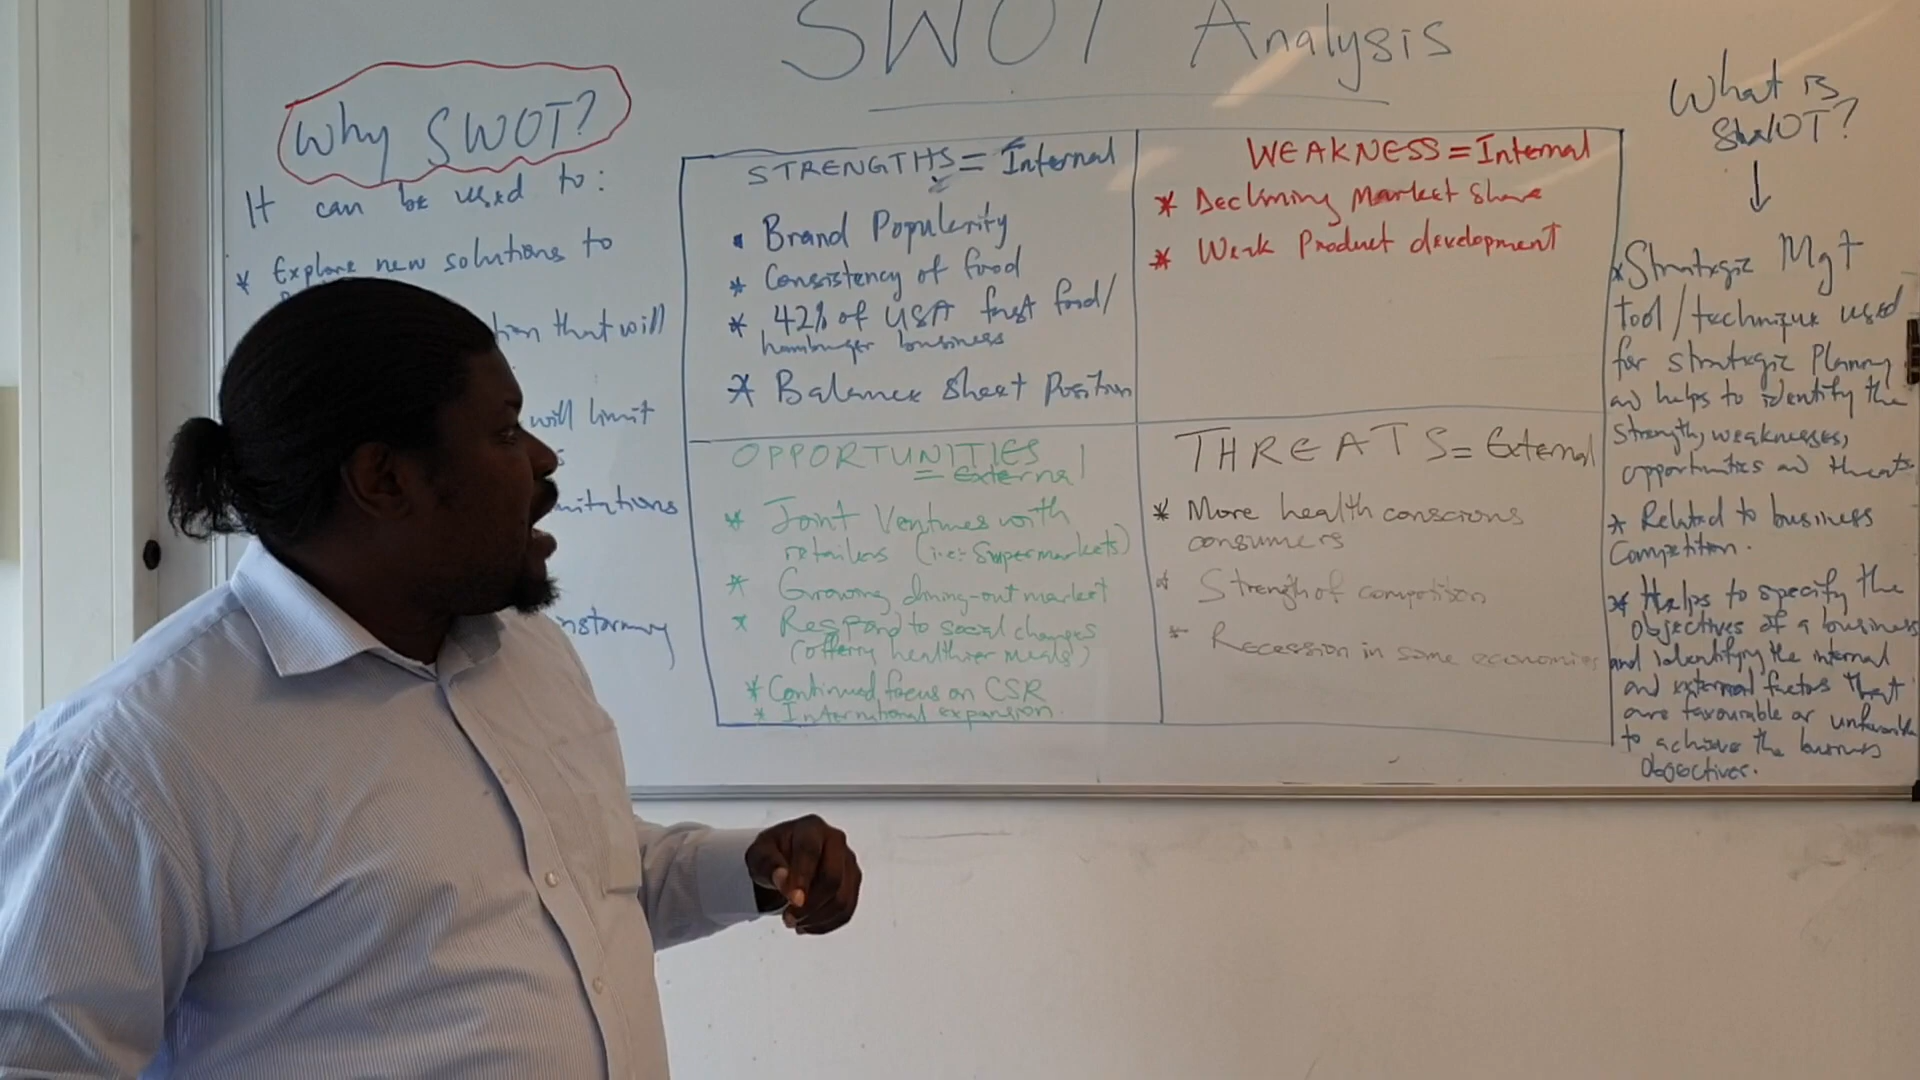 SWOT Analysis
Why SWOT?
It can be used to:
* Explore new solutions to
that will
will limit
STRENGTHS = Internal
Brand Popularity
* Consistency of food
* 42% of USA fast food/
hamburger business
* Balance Sheet Position
WEAKNESS = Internal
* Declining Market Share
* Weak Product development
OPPORTUNITIES
= External
* Joint Ventures with
retailers (i.e: Supermarkets)
* Growing dining-out market
* Respond to social changes
(offering healthier meals)
* Continued focus on CSR
* International expansion
THREATS = External
* More health conscious
consumers
* Strength of competition
* Recession in some economies
What is
SWOT?
* Strategic Mgt
tool/technique used
for strategic Planning
and helps to identify the
strength, weaknesses,
opportunities and threats
* Related to business
Competition.
* Helps to specify the
objectives of a business
and identifying the internal
and external factors that
are favourable or unfavourable
to achieve the business
objectives.